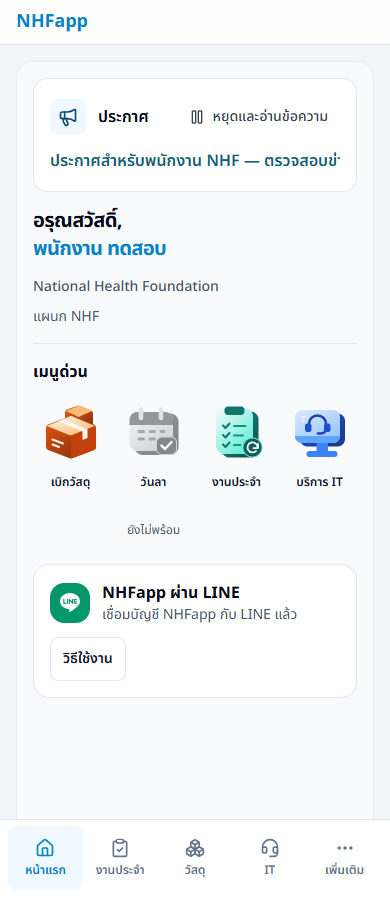 NHFapp
ประกาศ
หยุดและอ่านข้อความ
ประกาศสำหรับพนักงาน NHF — ตรวจสอบ
อรุณสวัสดิ์,
พนักงาน ทดสอบ
National Health Foundation
แผนก NHF
เมนูด่วน
เบิกวัสดุ
วันลา
งานประจำ
บริการ IT
ยังไม่พร้อม
LINE
NHFapp ผ่าน LINE
เชื่อมบัญชี NHFapp กับ LINE แล้ว
วิธีใช้งาน
หน้าแรก
งานประจำ
วัสดุ
IT
เพิ่มเติม